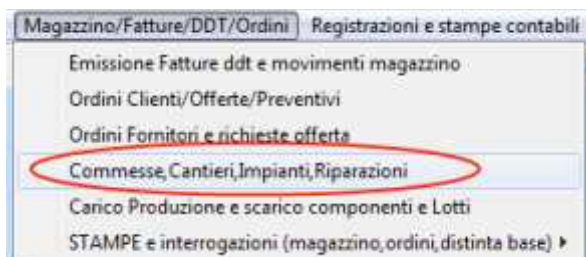 Magazzino/Fatture/DDT/Ordini Registrazioni e stampe contabili
Emissione Fatture ddt e movimenti magazzino
Ordini Clienti/Offerte/Preventivi
Ordini Fornitori e richieste offerta
Commesse,Cantieri,Impianti,Riparazioni
Carico Produzione e scarico componenti e Lotti
STAMPE e interrogazioni (magazzino,ordini,distinta base)